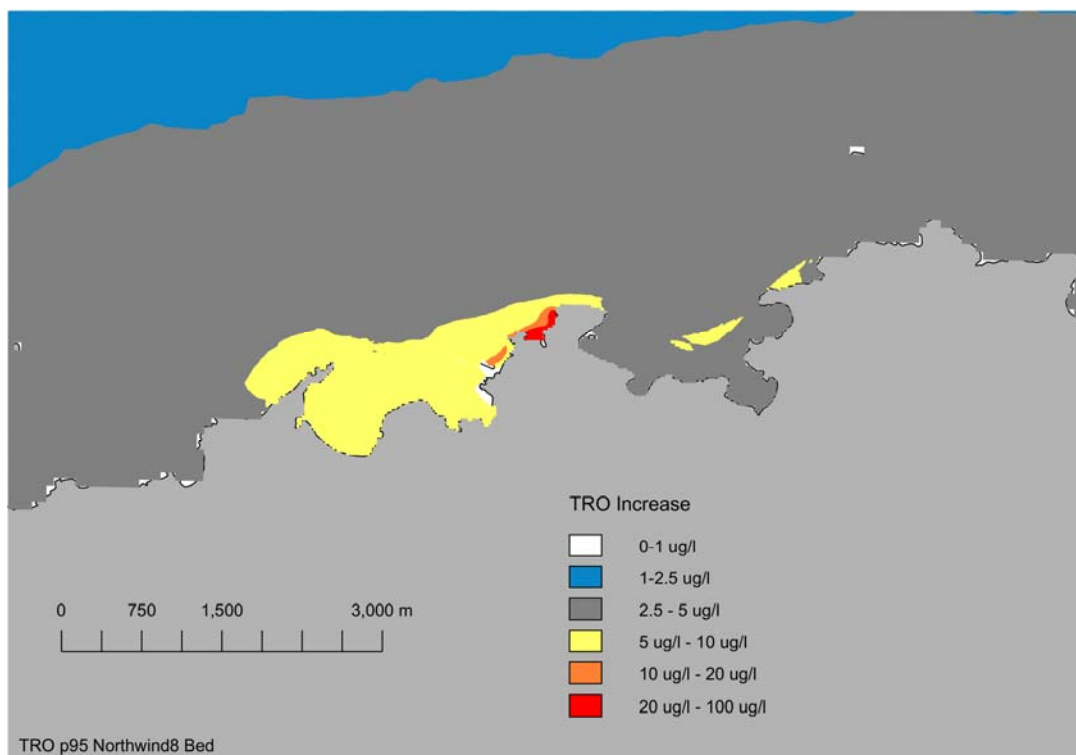 TRO Increase
0-1 ug/l
1-2.5 ug/l
2.5 - 5 ug/l
5 ug/l - 10 ug/l
10 ug/l - 20 ug/l
20 ug/l - 100 ug/l
0 750 1,500 3,000 m
TRO p95 Northwind8 Bed